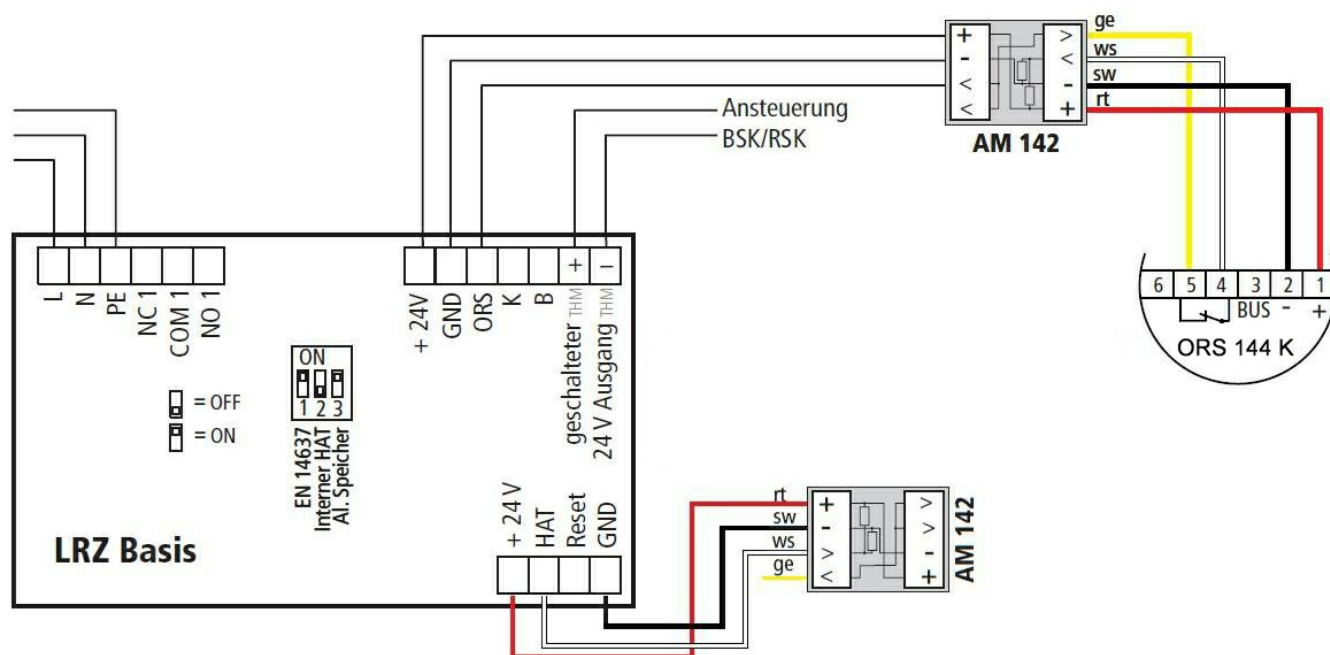 +
-
<
<
>
<
-
+
ge
ws
sw
rt
AM 142
Ansteuerung
BSK/RSK
6 5 4 3 2 1
BUS - +
ORS 144 K
L
N
PE
NC 1
COM 1
NO 1
+ 24V
GND
ORS
K
B
+
–
geschalteter THM
24 V Ausgang THM
ON
1 2 3
= OFF
= ON
EN 14637
Interner HAT
Al. Speicher
LRZ Basis
+ 24 V
HAT
Reset
GND
rt
sw
ws
ge
+
-
>
<
>
>
-
+
AM 142